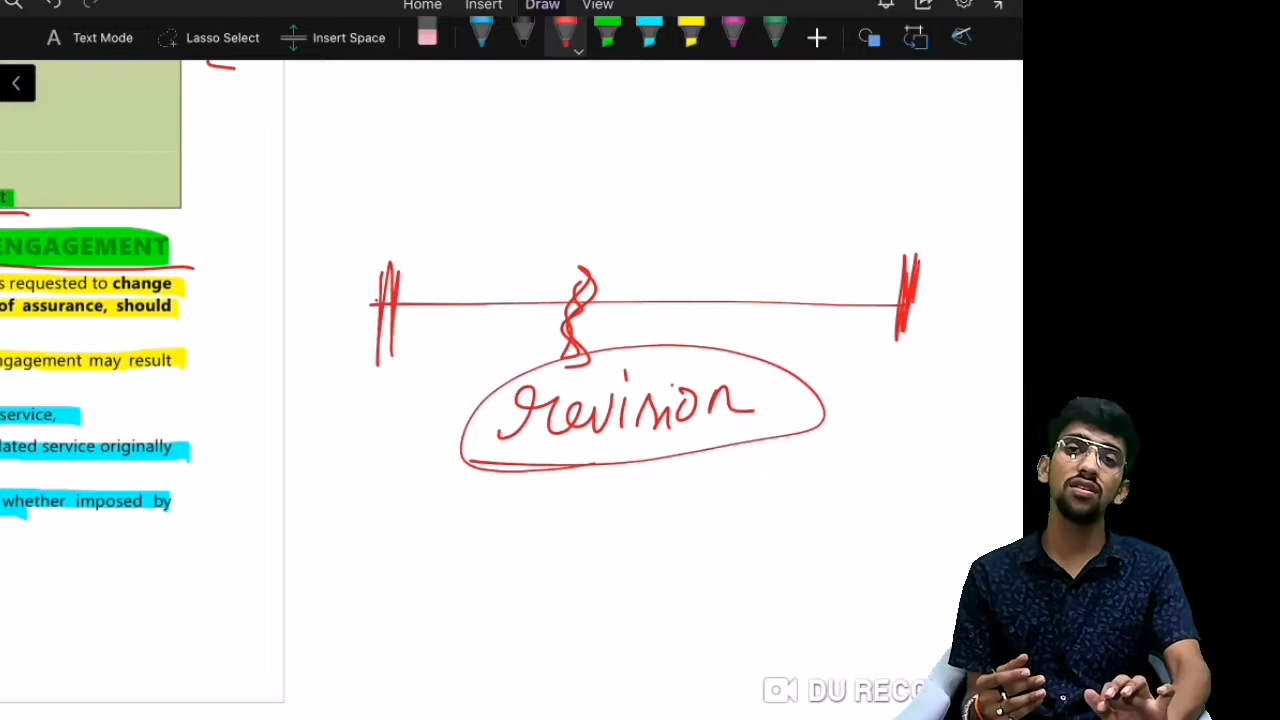 Home Insert Draw View
Text Mode Lasso Select Insert Space
t
ENGAGEMENT
s requested to change
of assurance, should
ngagement may result
service,
lated service originally
whether imposed by
revision
DU RECO